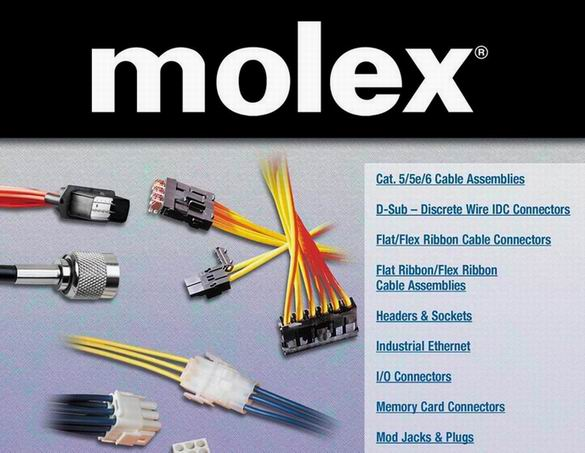 molex®
Cat. 5/5e/6 Cable Assemblies
D-Sub – Discrete Wire IDC Connectors
Flat/Flex Ribbon Cable Connectors
Flat Ribbon/Flex Ribbon
Cable Assemblies
Headers & Sockets
Industrial Ethernet
I/O Connectors
Memory Card Connectors
Mod Jacks & Plugs